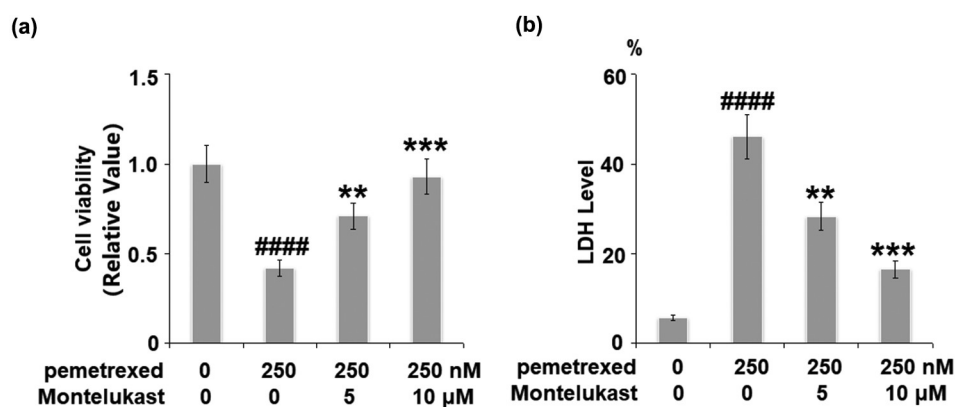 (a)
Cell viability
(Relative Value)
1.5
1.0
0.5
0
####
**
***
pemetrexed 0 250 250 250 nM
Montelukast 0 0 5 10 µM
(b)
%
LDH Level
60
40
20
0
####
**
***
pemetrexed 0 250 250 250 nM
Montelukast 0 0 5 10 µM